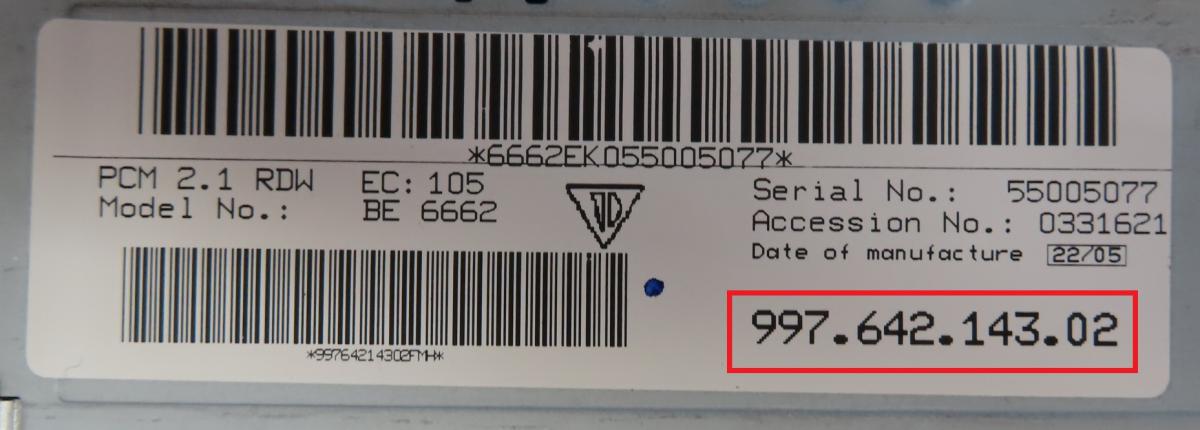 *6662EK055005077*
PCM 2.1 RDW EC: 105
Model No.: BE 6662
Serial No.: 55005077
Accession No.: 0331621
Date of manufacture 22/05
997.642.143.02
*99764214302FMH*